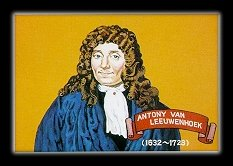 ANTONY VAN
LEEUWENHOEK
(1632~1723)